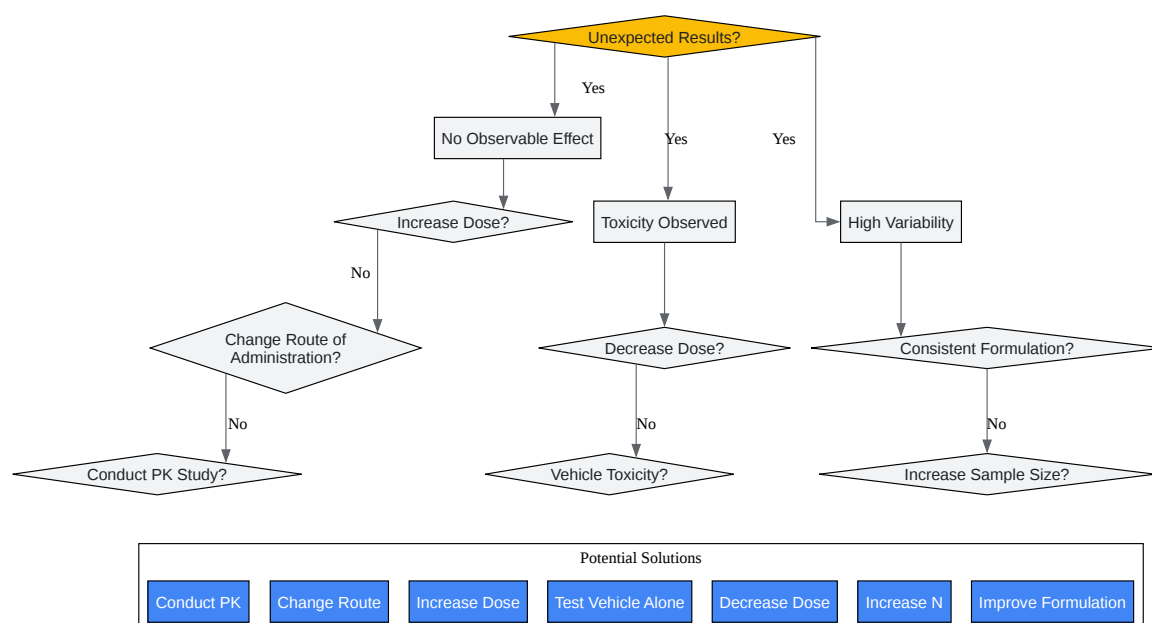 Unexpected Results?
Yes
No Observable Effect
Yes
Yes
Increase Dose?
Toxicity Observed
High Variability
No
Change Route of
Administration?
Decrease Dose?
Consistent Formulation?
No
No
No
Conduct PK Study?
Vehicle Toxicity?
Increase Sample Size?
Potential Solutions
Conduct PK
Change Route
Increase Dose
Test Vehicle Alone
Decrease Dose
Increase N
Improve Formulation